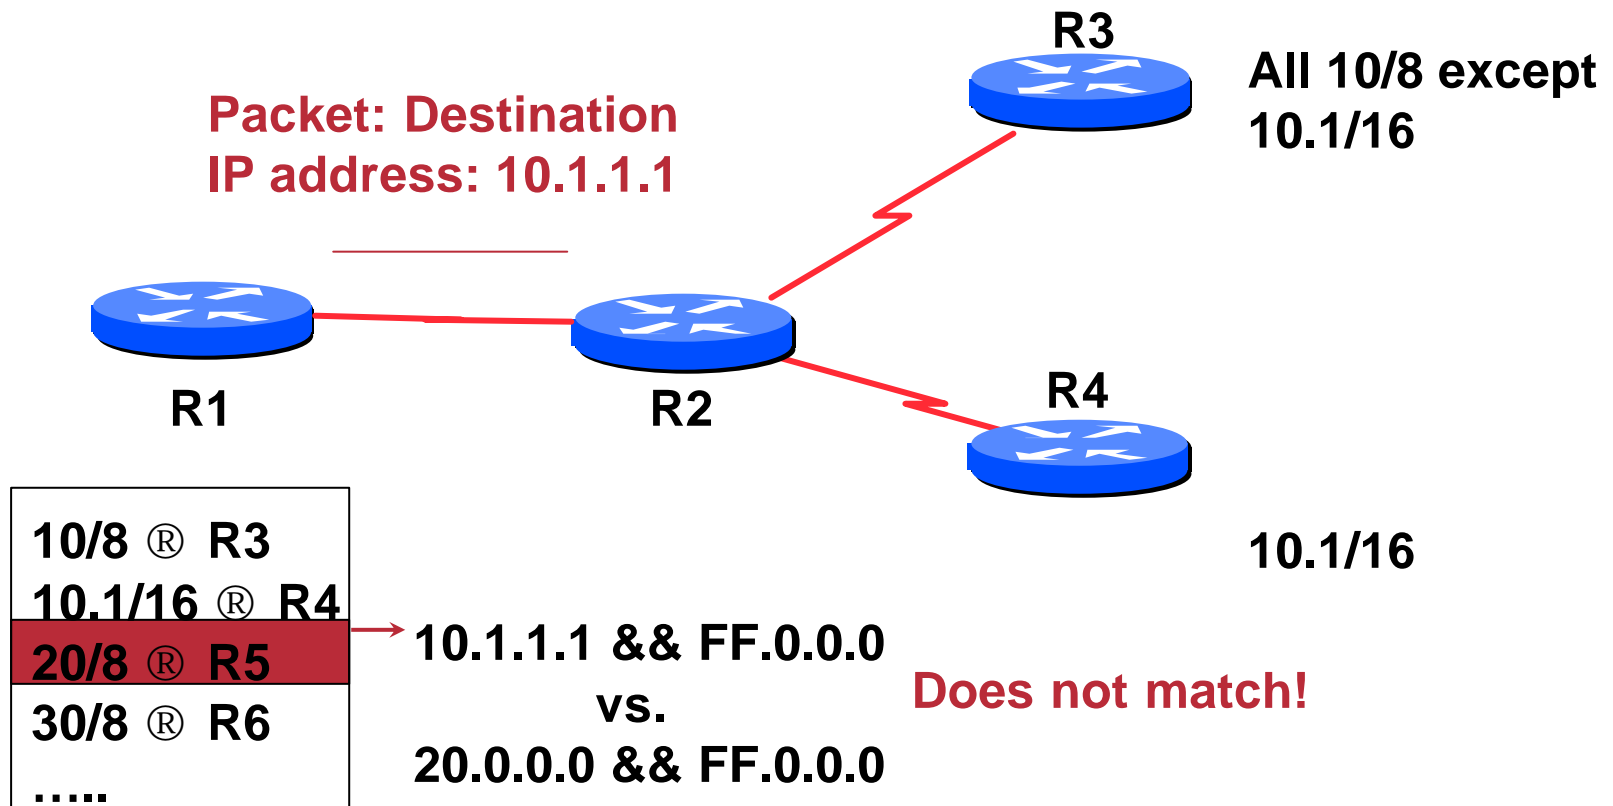 R3
All 10/8 except
10.1/16
Packet: Destination
IP address: 10.1.1.1
R1
R2
R4
10.1/16
10/8 ® R3
10.1/16 ® R4
20/8 ® R5
30/8 ® R6
…..
10.1.1.1 && FF.0.0.0
vs.
20.0.0.0 && FF.0.0.0
Does not match!